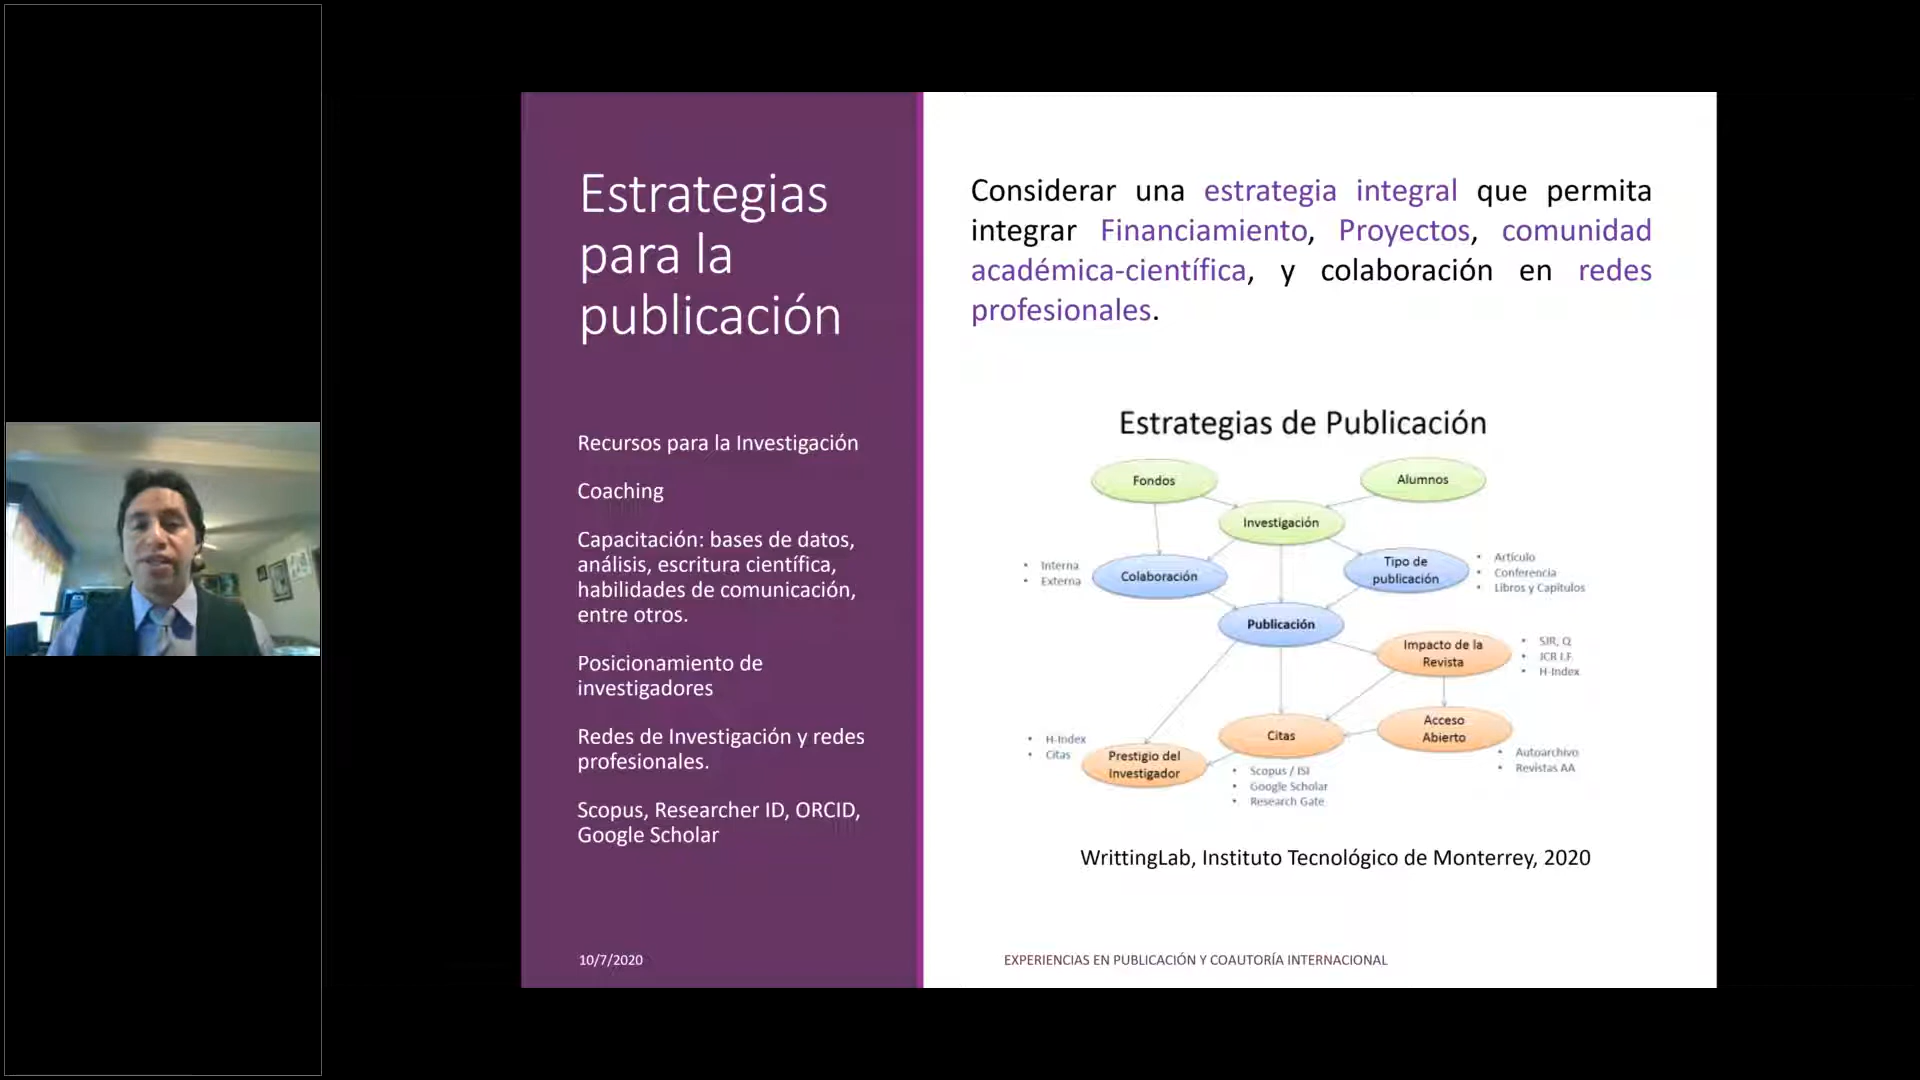 Estrategias
para la
publicación
Recursos para la Investigación
Coaching
Capacitación: bases de datos,
análisis, escritura científica,
habilidades de comunicación,
entre otros.
Posicionamiento de
investigadores
Redes de Investigación y redes
profesionales.
Scopus, Researcher ID, ORCID,
Google Scholar
10/7/2020
Considerar una estrategia integral que permita
integrar Financiamiento, Proyectos, comunidad
académica-científica, y colaboración en redes
profesionales.
Estrategias de Publicación
Fondos
Alumnos
Investigación
• Interna
• Externa
Colaboración
Tipo de
publicación
• Artículo
• Conferencia
• Libros y Capítulos
Publicación
Impacto de la
Revista
• SJR, Q
• JCR I.F.
• H-Index
• H-Index
• Citas
Prestigio del
Investigador
Citas
• Scopus / ISI
• Google Scholar
• Research Gate
Acceso
Abierto
• Autoarchivo
• Revistas AA
WrittingLab, Instituto Tecnológico de Monterrey, 2020
EXPERIENCIAS EN PUBLICACIÓN Y COAUTORÍA INTERNACIONAL